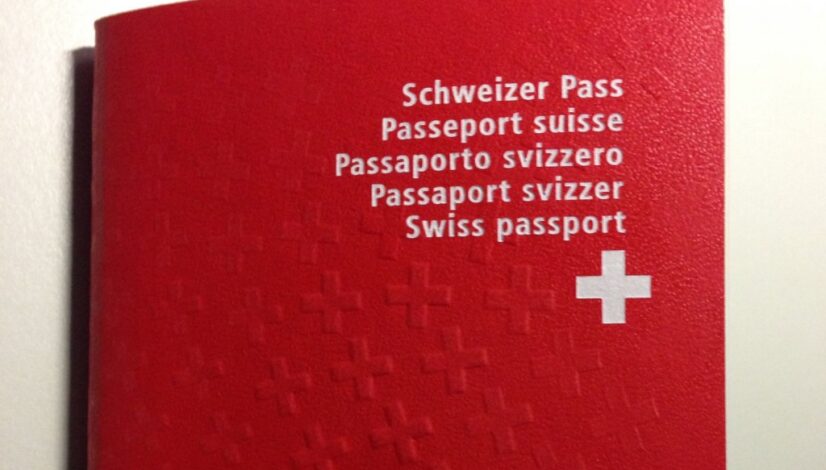 Schweizer Pass
Passeport suisse
Passaporto svizzero
Passaport svizzer
Swiss passport